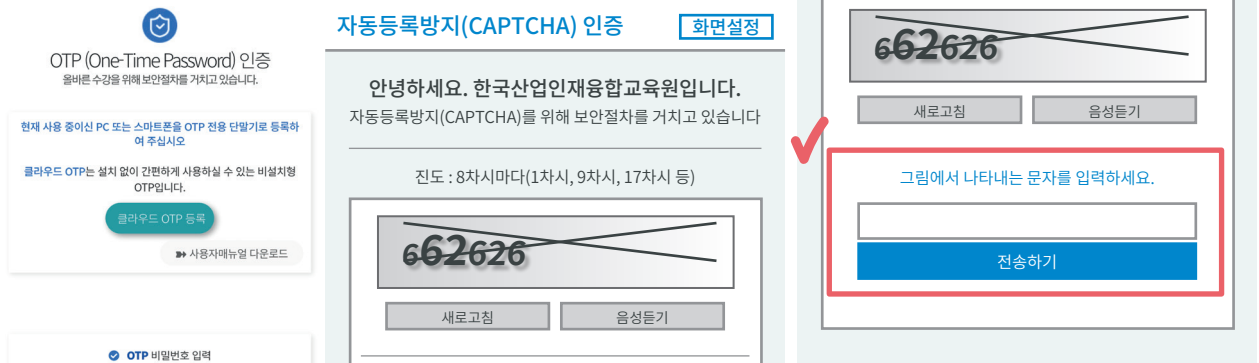 OTP (One-Time Password) 인증
올바른 수강을 위해 보안절차를 거치고 있습니다.
현재 사용 중이신 PC 또는 스마트폰을 OTP 전용 단말기로 등록하
여 주십시오
클라우드 OTP는 설치 없이 간편하게 사용하실 수 있는 비설치형
OTP입니다.
클라우드 OTP 등록
사용자매뉴얼 다운로드
OTP 비밀번호 입력
자동등록방지(CAPTCHA) 인증
화면설정
안녕하세요. 한국산업인재융합교육원입니다.
자동등록방지(CAPTCHA)를 위해 보안절차를 거치고 있습니다
진도 : 8차시마다(1차시, 9차시, 17차시 등)
662626
새로고침
음성듣기
662626
새로고침
음성듣기
그림에서 나타내는 문자를 입력하세요.
전송하기